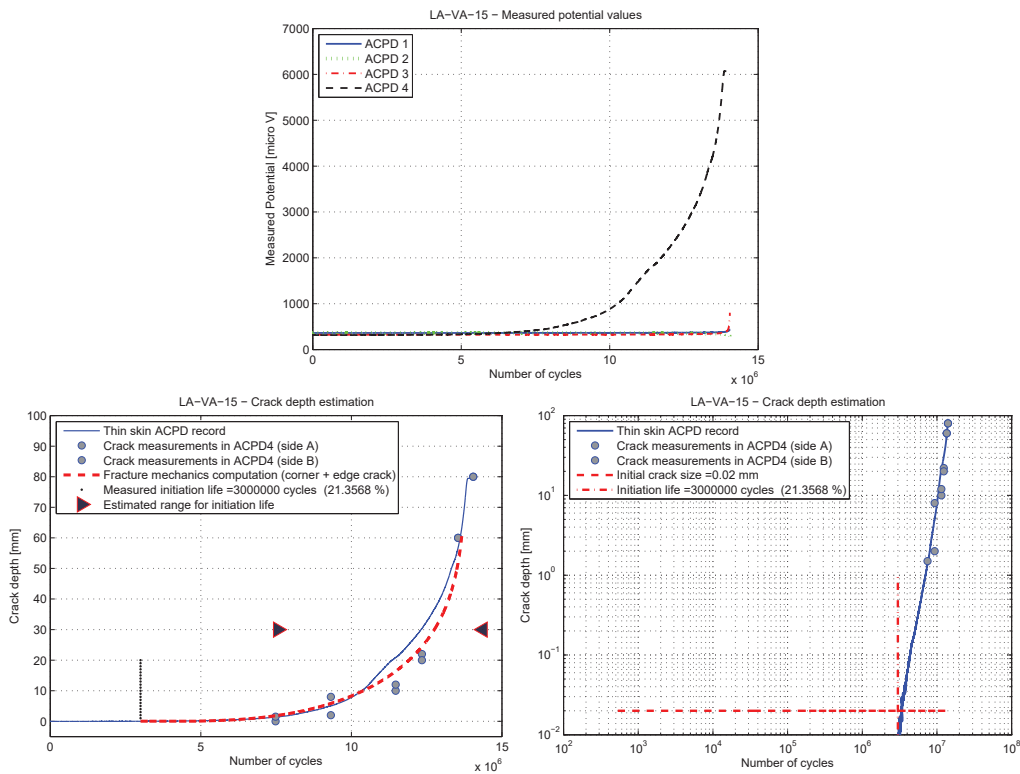 LA−VA−15 − Measured potential values
7000
6000
5000
4000
3000
2000
1000
0
Measured Potential [micro V]
ACPD 1
ACPD 2
ACPD 3
ACPD 4
0
5
10
15
x 10^6
Number of cycles
LA−VA−15 − Crack depth estimation
100
90
80
70
60
50
40
30
20
10
0
Crack depth [mm]
Thin skin ACPD record
Crack measurements in ACPD4 (side A)
Crack measurements in ACPD4 (side B)
Fracture mechanics computation (corner + edge crack)
Measured initiation life =3000000 cycles (21.3568 %)
Estimated range for initiation life
0
5
10
15
x 10^6
Number of cycles
LA−VA−15 − Crack depth estimation
10^2
10^1
10^0
10^−1
10^−2
Crack depth [mm]
Thin skin ACPD record
Crack measurements in ACPD4 (side A)
Crack measurements in ACPD4 (side B)
Initial crack size =0.02 mm
Initiation life =3000000 cycles (21.3568 %)
10^2
10^3
10^4
10^5
10^6
10^7
10^8
Number of cycles